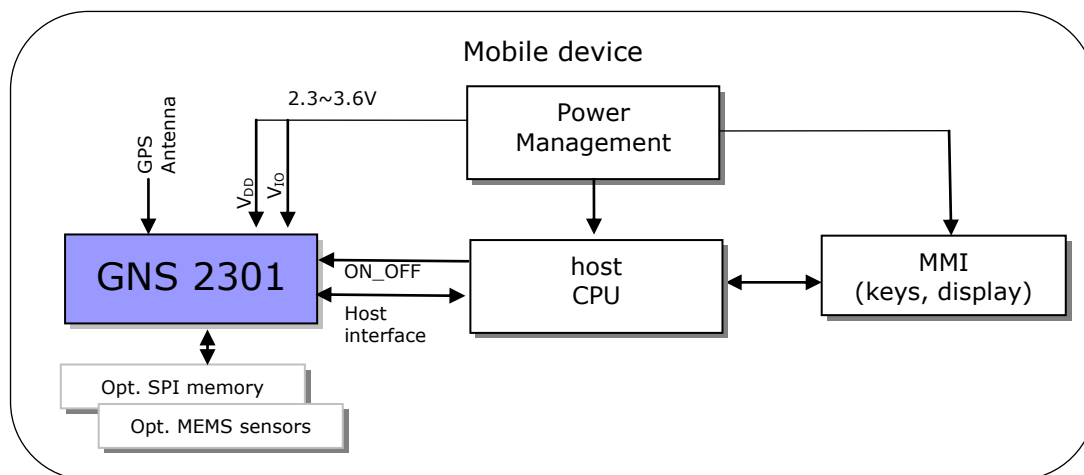 Mobile device
2.3~3.6V
Power
Management
GPS
Antenna
VDD
VIO
GNS 2301
ON_OFF
Host
interface
host
CPU
MMI
(keys, display)
Opt. SPI memory
Opt. MEMS sensors